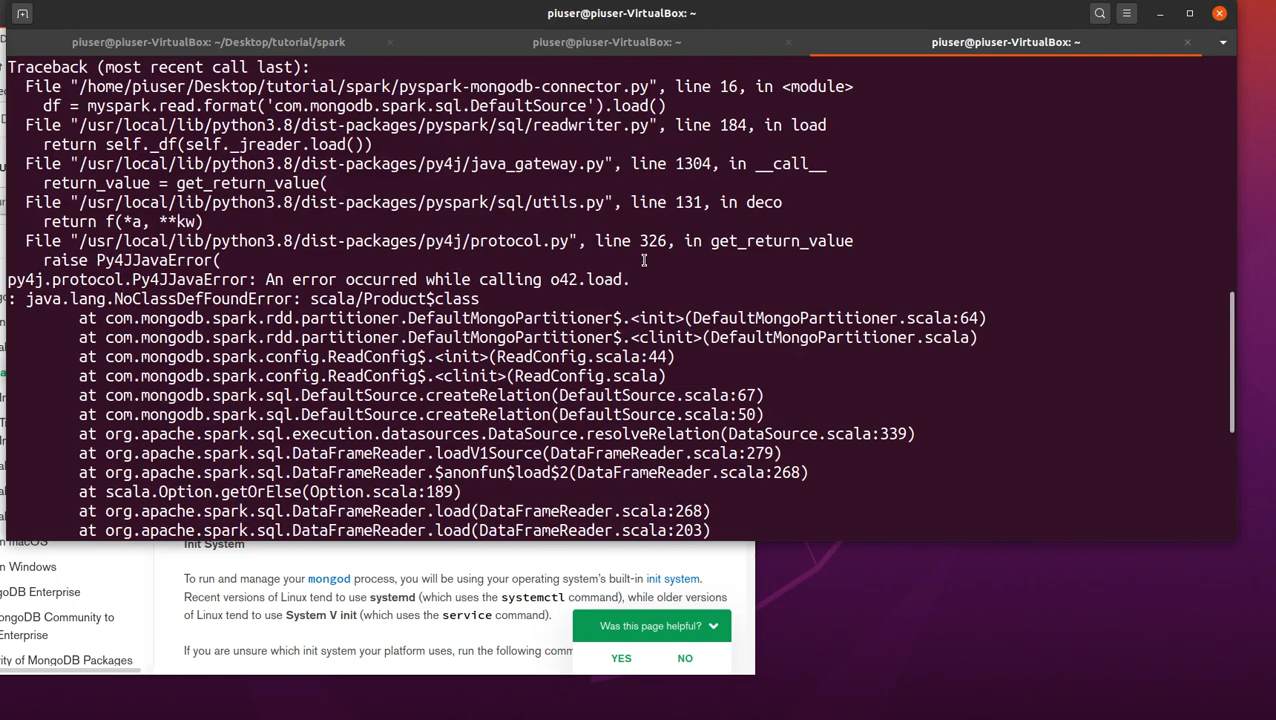 piuser@piuser-VirtualBox: ~
piuser@piuser-VirtualBox: ~/Desktop/tutorial/spark
piuser@piuser-VirtualBox: ~
piuser@piuser-VirtualBox: ~
Traceback (most recent call last):
  File "/home/piuser/Desktop/tutorial/spark/pyspark-mongodb-connector.py", line 16, in <module>
    df = myspark.read.format('com.mongodb.spark.sql.DefaultSource').load()
  File "/usr/local/lib/python3.8/dist-packages/pyspark/sql/readwriter.py", line 184, in load
    return self._df(self._jreader.load())
  File "/usr/local/lib/python3.8/dist-packages/py4j/java_gateway.py", line 1304, in __call__
    return_value = get_return_value(
  File "/usr/local/lib/python3.8/dist-packages/pyspark/sql/utils.py", line 131, in deco
    return f(*a, **kw)
  File "/usr/local/lib/python3.8/dist-packages/py4j/protocol.py", line 326, in get_return_value
    raise Py4JJavaError(
py4j.protocol.Py4JJavaError: An error occurred while calling o42.load.
: java.lang.NoClassDefFoundError: scala/Product$class
        at com.mongodb.spark.rdd.partitioner.DefaultMongoPartitioner$.<init>(DefaultMongoPartitioner.scala:64)
        at com.mongodb.spark.rdd.partitioner.DefaultMongoPartitioner$.<clinit>(DefaultMongoPartitioner.scala)
        at com.mongodb.spark.config.ReadConfig$.<init>(ReadConfig.scala:44)
        at com.mongodb.spark.config.ReadConfig$.<clinit>(ReadConfig.scala)
        at com.mongodb.spark.sql.DefaultSource.createRelation(DefaultSource.scala:67)
        at com.mongodb.spark.sql.DefaultSource.createRelation(DefaultSource.scala:50)
        at org.apache.spark.sql.execution.datasources.DataSource.resolveRelation(DataSource.scala:339)
        at org.apache.spark.sql.DataFrameReader.loadV1Source(DataFrameReader.scala:279)
        at org.apache.spark.sql.DataFrameReader.$anonfun$load$2(DataFrameReader.scala:268)
        at scala.Option.getOrElse(Option.scala:189)
        at org.apache.spark.sql.DataFrameReader.load(DataFrameReader.scala:268)
        at org.apache.spark.sql.DataFrameReader.load(DataFrameReader.scala:203)
n macOS
n Windows
goDB Enterprise
ongoDB Community to
Enterprise
ity of MongoDB Packages
Init System
To run and manage your mongod process, you will be using your operating system's built-in init system.
Recent versions of Linux tend to use systemd (which uses the systemctl command), while older versions
of Linux tend to use System V init (which uses the service command).
If you are unsure which init system your platform uses, run the following comm
Was this page helpful?
YES
NO